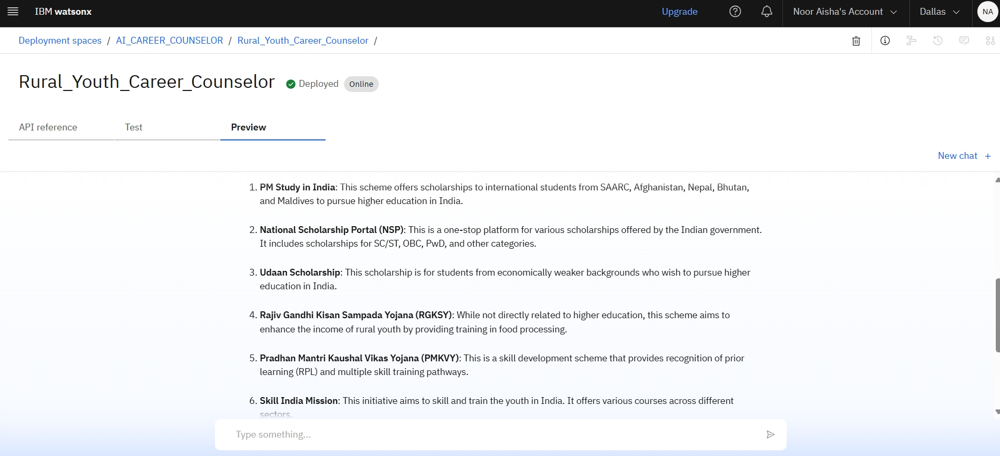 IBM watsonx
Upgrade
Noor Aisha's Account
Dallas
NA
Deployment spaces / AI_CAREER_COUNSELOR / Rural_Youth_Career_Counselor /
Rural_Youth_Career_Counselor
Deployed
Online
API reference
Test
Preview
New chat +
1. PM Study in India: This scheme offers scholarships to international students from SAARC, Afghanistan, Nepal, Bhutan,
and Maldives to pursue higher education in India.
2. National Scholarship Portal (NSP): This is a one-stop platform for various scholarships offered by the Indian government.
It includes scholarships for SC/ST, OBC, PwD, and other categories.
3. Udaan Scholarship: This scholarship is for students from economically weaker backgrounds who wish to pursue higher
education in India.
4. Rajiv Gandhi Kisan Sampada Yojana (RGKSY): While not directly related to higher education, this scheme aims to
enhance the income of rural youth by providing training in food processing.
5. Pradhan Mantri Kaushal Vikas Yojana (PMKVY): This is a skill development scheme that provides recognition of prior
learning (RPL) and multiple skill training pathways.
6. Skill India Mission: This initiative aims to skill and train the youth in India. It offers various courses across different
sectors.
Type something...